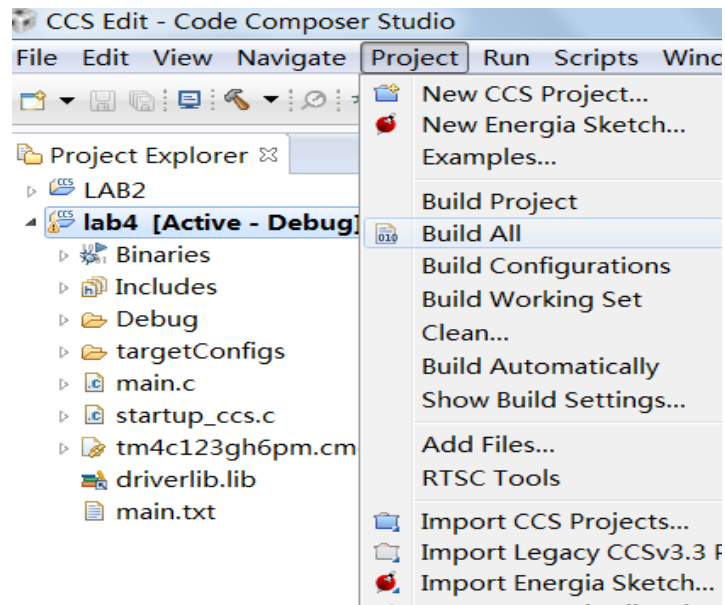 CCS Edit - Code Composer Studio
File Edit View Navigate Project Run Scripts Wind
Project Explorer
LAB2
lab4 [Active - Debug]
Binaries
Includes
Debug
targetConfigs
main.c
startup_ccs.c
tm4c123gh6pm.cm
driverlib.lib
main.txt
New CCS Project...
New Energia Sketch...
Examples...
Build Project
Build All
Build Configurations
Build Working Set
Clean...
Build Automatically
Show Build Settings...
Add Files...
RTSC Tools
Import CCS Projects...
Import Legacy CCSv3.3 P
Import Energia Sketch...